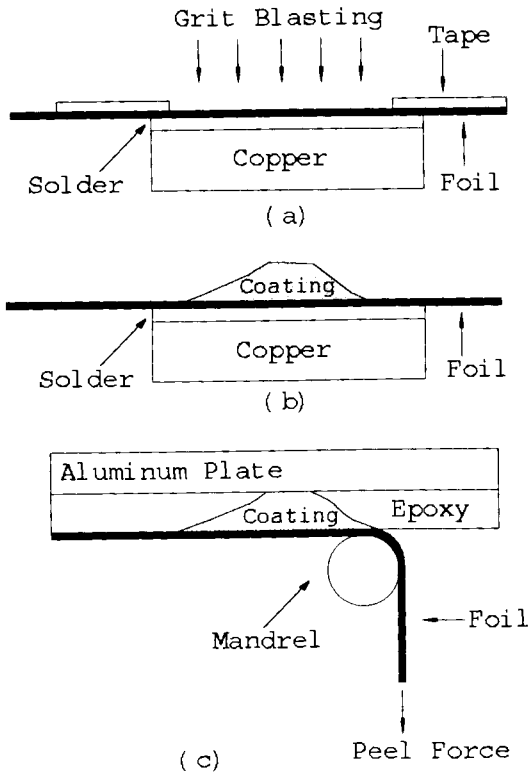 Grit Blasting
Tape
Solder
Copper
Foil
(a)
Coating
Solder
Copper
Foil
(b)
Aluminum Plate
Coating
Epoxy
Mandrel
Foil
Peel Force
(c)